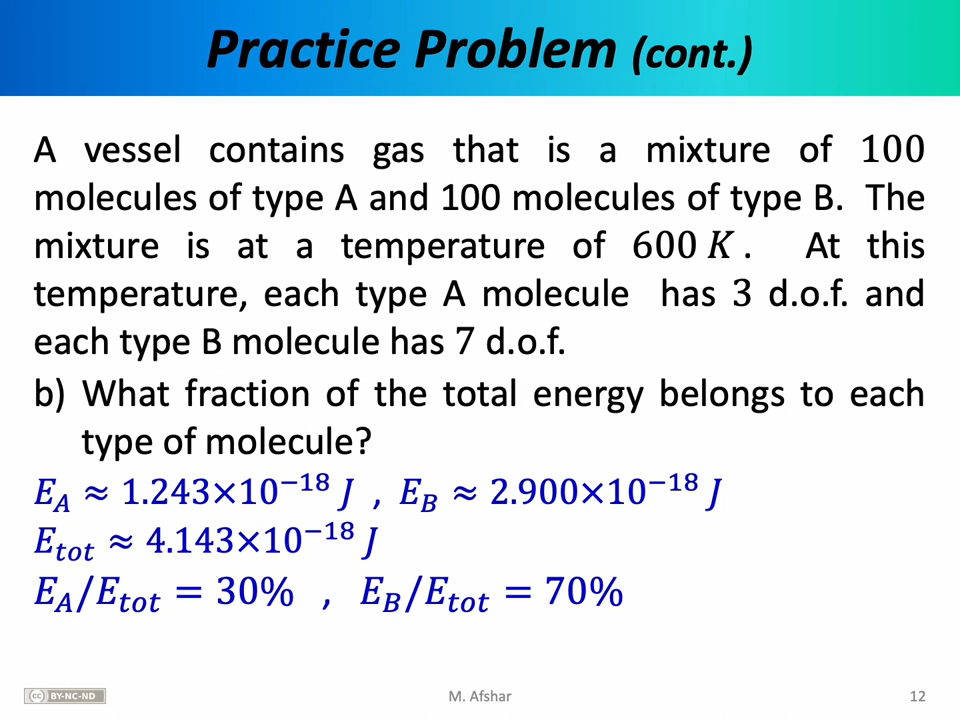 Practice Problem (cont.)
A vessel contains gas that is a mixture of 100
molecules of type A and 100 molecules of type B. The
mixture is at a temperature of 600 K . At this
temperature, each type A molecule has 3 d.o.f. and
each type B molecule has 7 d.o.f.
b) What fraction of the total energy belongs to each
type of molecule?
E_A ≈ 1.243×10⁻¹⁸ J , E_B ≈ 2.900×10⁻¹⁸ J
E_tot ≈ 4.143×10⁻¹⁸ J
E_A/E_tot = 30% , E_B/E_tot = 70%
cc BY-NC-ND M. Afshar 12